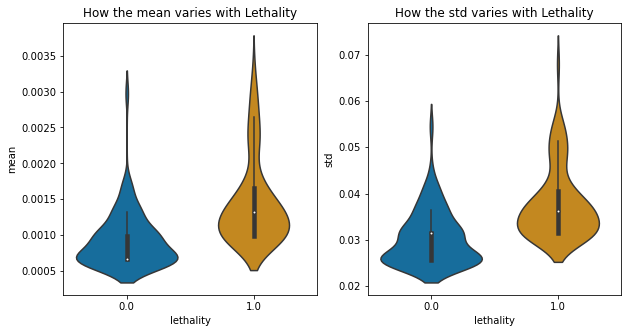 How the mean varies with Lethality
How the std varies with Lethality
0.0035
0.0030
0.0025
0.0020
0.0015
0.0010
0.0005
mean
0.0
1.0
lethality
0.07
0.06
0.05
0.04
0.03
0.02
std
0.0
1.0
lethality